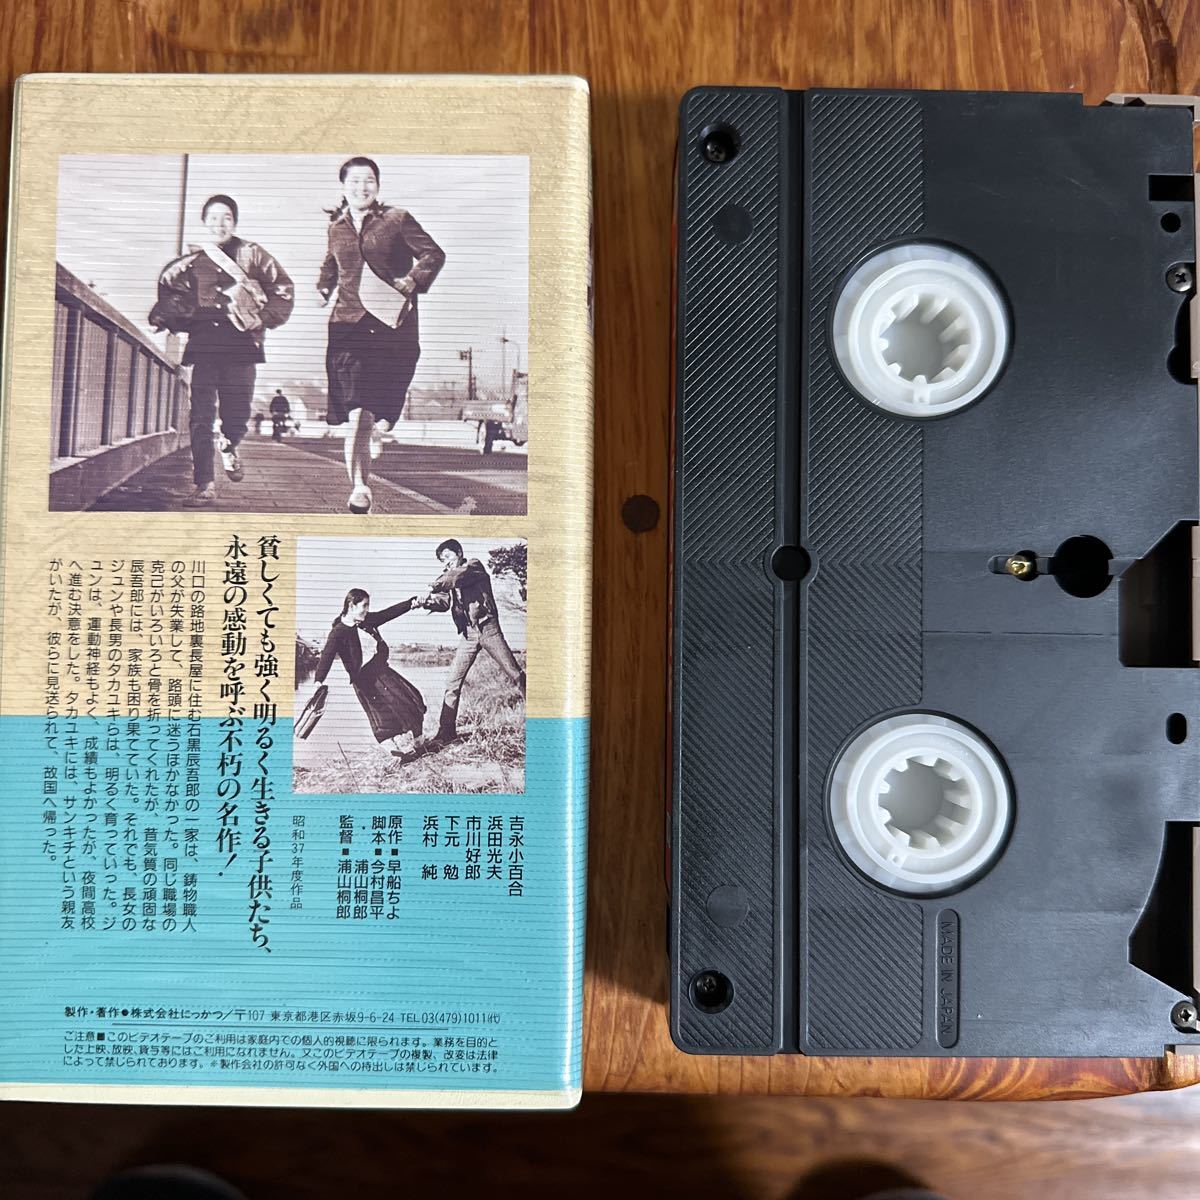 貧しくても強く明るく生きる子供たち、
永遠の感動を呼ぶ不朽の名作！
川口の路地裏長屋に住む石黒辰吾郎の一家は、鋳物職人
の父が失業して、路頭に迷うほかなかった。同じ職場の
克己がいろいろと骨を折ってくれたが、昔気質の頑固な
辰吾郎には、家族も困り果てていた。それでも、長女の
ジュンや長男のタカユキらは、明るく育っていった。ジ
ュンは、運動神経もよく、成績もよかったが、夜間高校
へ進む決意をした。タカユキには、サンキチという親友
がいたが、彼らに見送られて、故国へ帰った。
吉永小百合
浜田光夫
市川好郎
下元 勉
浜村 純
原作■早船ちよ
脚本■今村昌平
・浦山桐郎
監督■浦山桐郎
昭和37年度作品
製作・著作●株式会社にっかつ／〒107 東京都港区赤坂9-6-24 TEL03(479)1011(代)
ご注意■このビデオテープのご利用は家庭内での個人的視聴に限られます。業務を目的と
した上映、放映、貸与等にはご利用になれません。又このビデオテープの複製、改変は法律
によって禁じられております。＊製作会社の許可なく外国への持出しは禁じられています。
MADE IN JAPAN